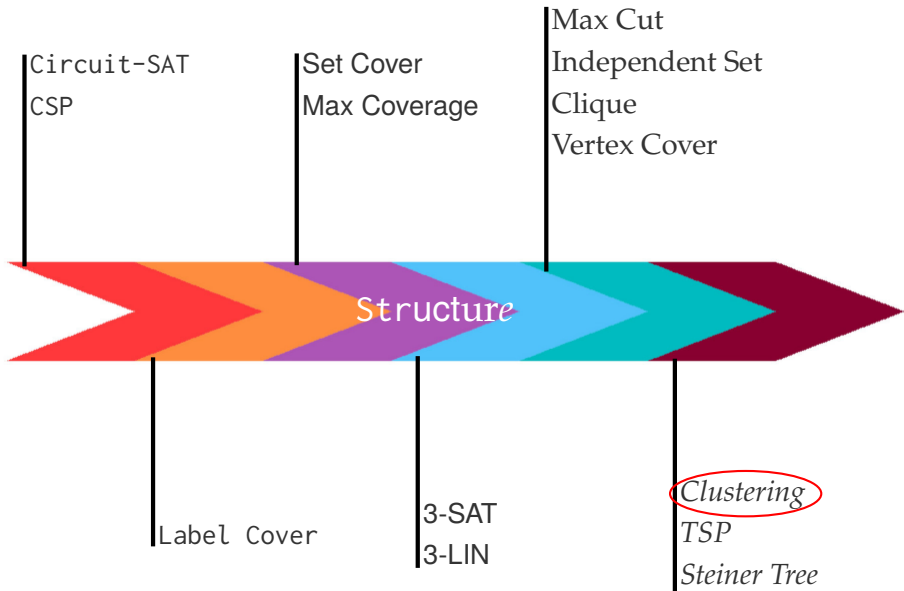 Circuit-SAT
CSP
Set Cover
Max Coverage
Max Cut
Independent Set
Clique
Vertex Cover
Structure
Label Cover
3-SAT
3-LIN
Clustering
TSP
Steiner Tree